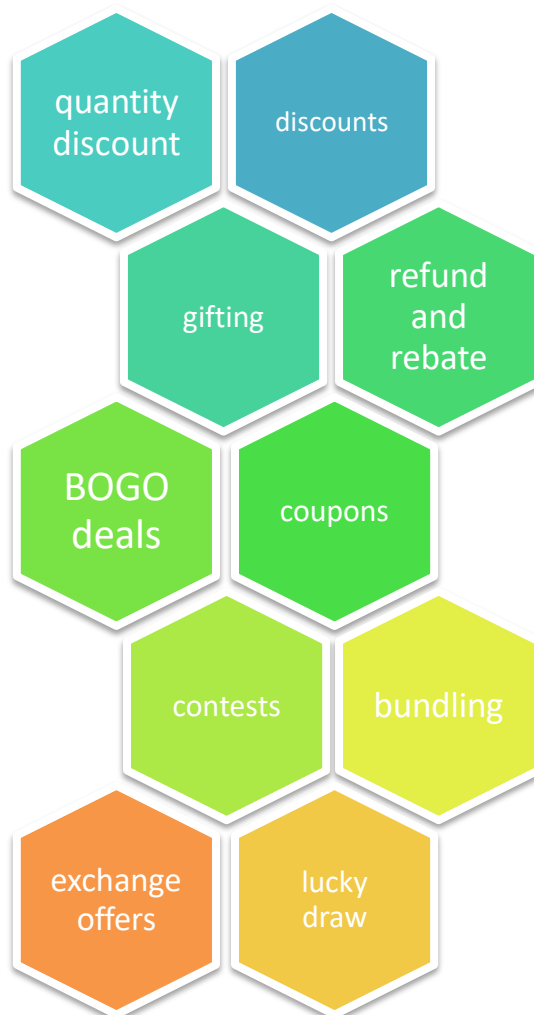 quantity
discount
discounts
gifting
refund
and
rebate
BOGO
deals
coupons
contests
bundling
exchange
offers
lucky
draw